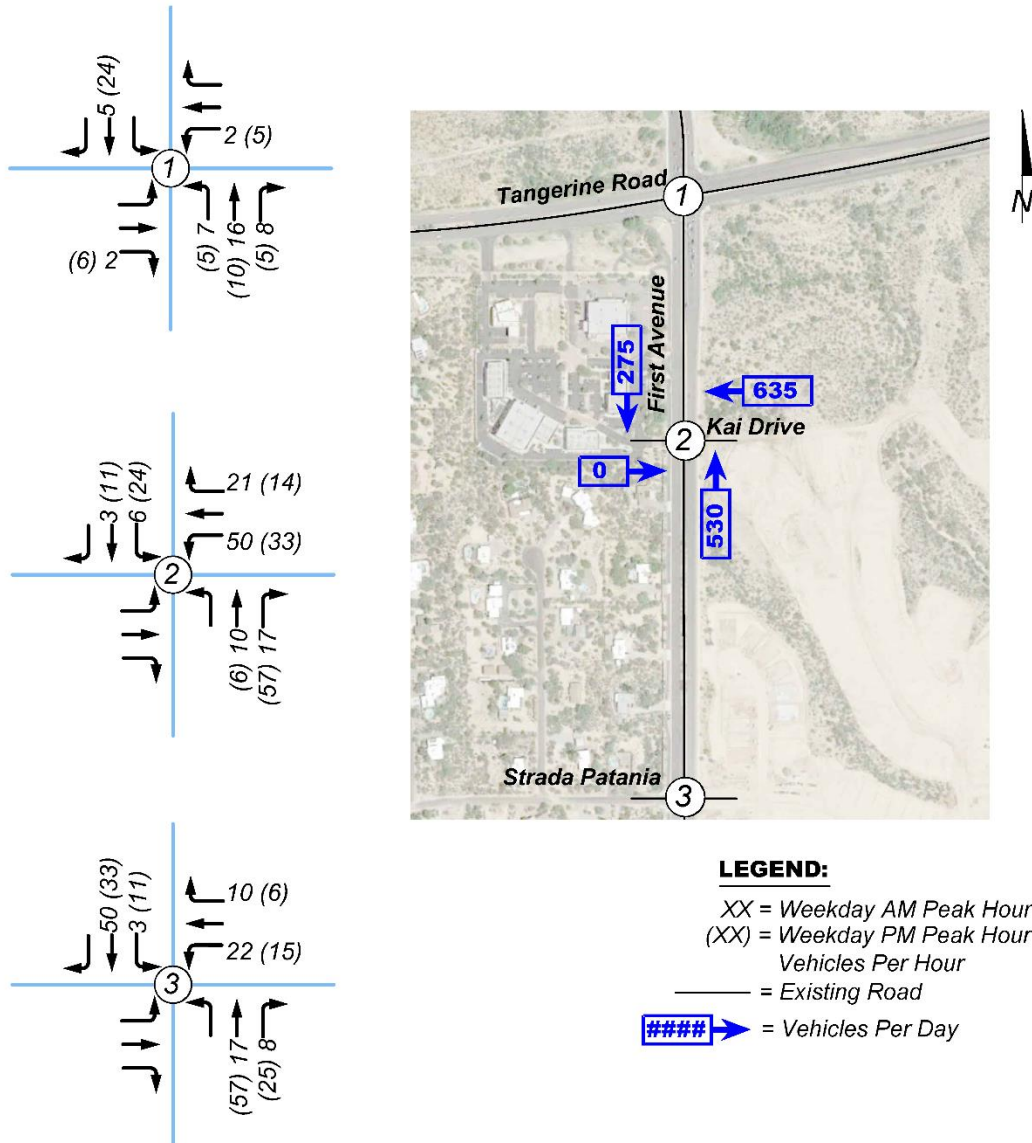 5 (24)
2 (5)
1
(6) 2
(5) 7
(10) 16
(5) 8
3 (11)
6 (24)
21 (14)
50 (33)
2
(6) 10
(57) 17
50 (33)
3 (11)
10 (6)
22 (15)
3
(57) 17
(25) 8
Tangerine Road
1
N
First Avenue
275
635
Kai Drive
2
0
530
Strada Patania
3
LEGEND:
XX = Weekday AM Peak Hour
(XX) = Weekday PM Peak Hour
Vehicles Per Hour
= Existing Road
#### = Vehicles Per Day